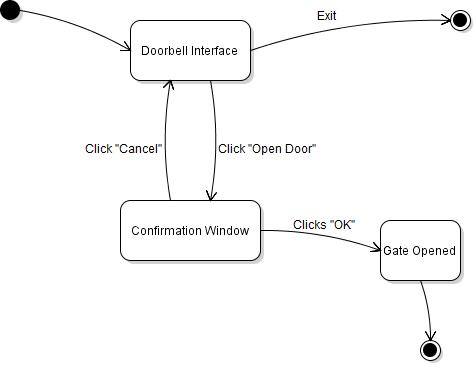 Exit
Doorbell Interface
Click "Cancel"
Click "Open Door"
Confirmation Window
Clicks "OK"
Gate Opened